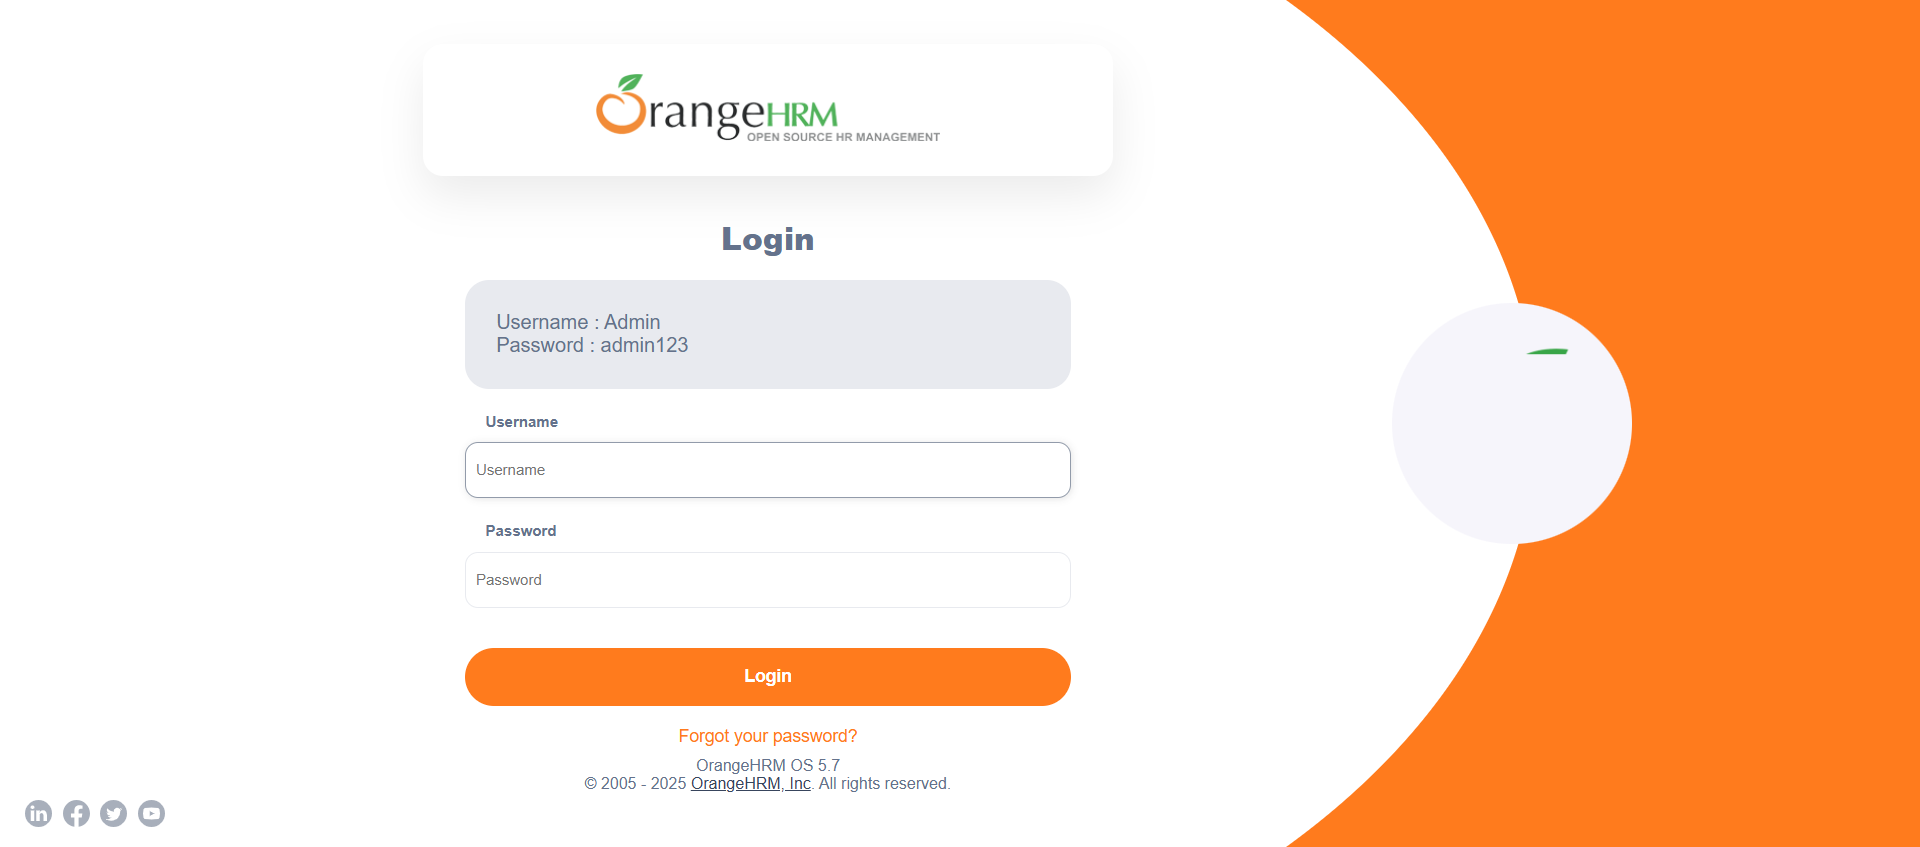 OrangeHRM
OPEN SOURCE HR MANAGEMENT
Login
Username : Admin
Password : admin123
Username
Username
Password
Password
Login
Forgot your password?
OrangeHRM OS 5.7
© 2005 - 2025 OrangeHRM, Inc. All rights reserved.